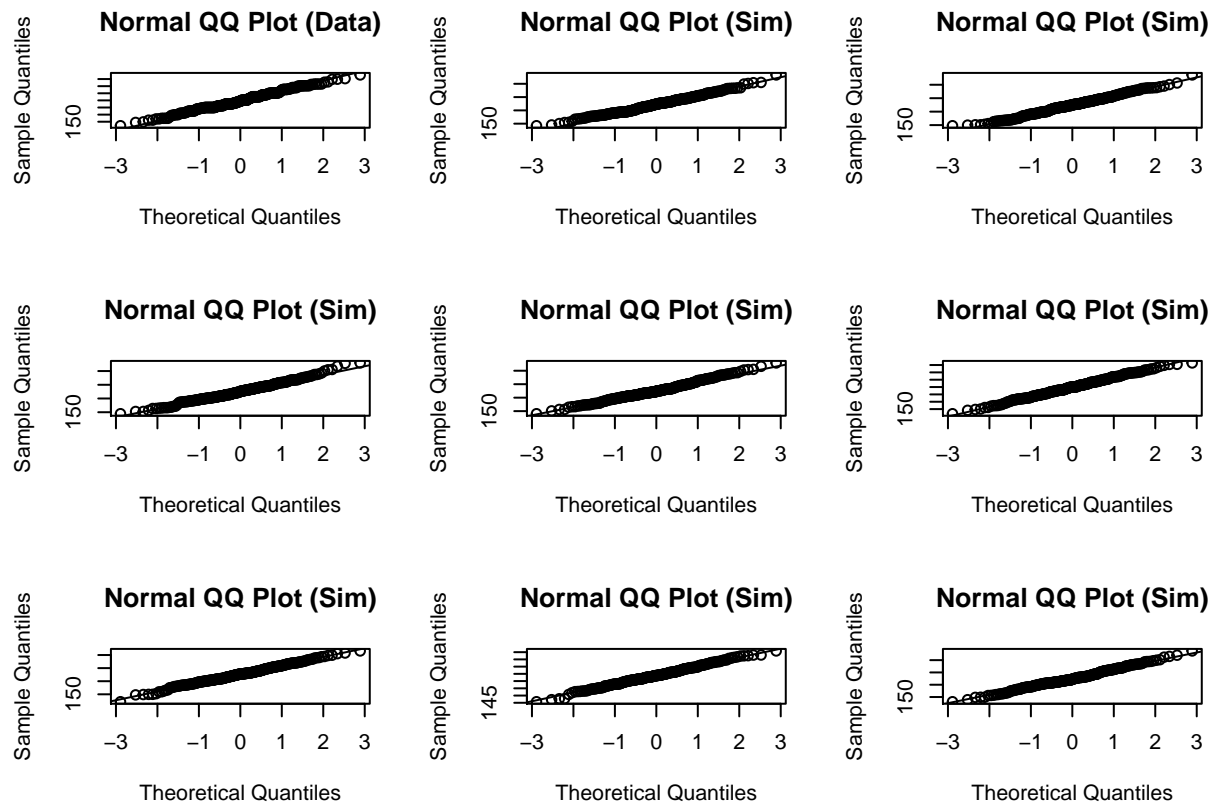 Normal QQ Plot (Data)
Sample Quantiles
150
−3 −1 0 1 2 3
Theoretical Quantiles
Normal QQ Plot (Sim)
Sample Quantiles
150
−3 −1 0 1 2 3
Theoretical Quantiles
Normal QQ Plot (Sim)
Sample Quantiles
150
−3 −1 0 1 2 3
Theoretical Quantiles
Normal QQ Plot (Sim)
Sample Quantiles
150
−3 −1 0 1 2 3
Theoretical Quantiles
Normal QQ Plot (Sim)
Sample Quantiles
150
−3 −1 0 1 2 3
Theoretical Quantiles
Normal QQ Plot (Sim)
Sample Quantiles
150
−3 −1 0 1 2 3
Theoretical Quantiles
Normal QQ Plot (Sim)
Sample Quantiles
150
−3 −1 0 1 2 3
Theoretical Quantiles
Normal QQ Plot (Sim)
Sample Quantiles
145
−3 −1 0 1 2 3
Theoretical Quantiles
Normal QQ Plot (Sim)
Sample Quantiles
150
−3 −1 0 1 2 3
Theoretical Quantiles